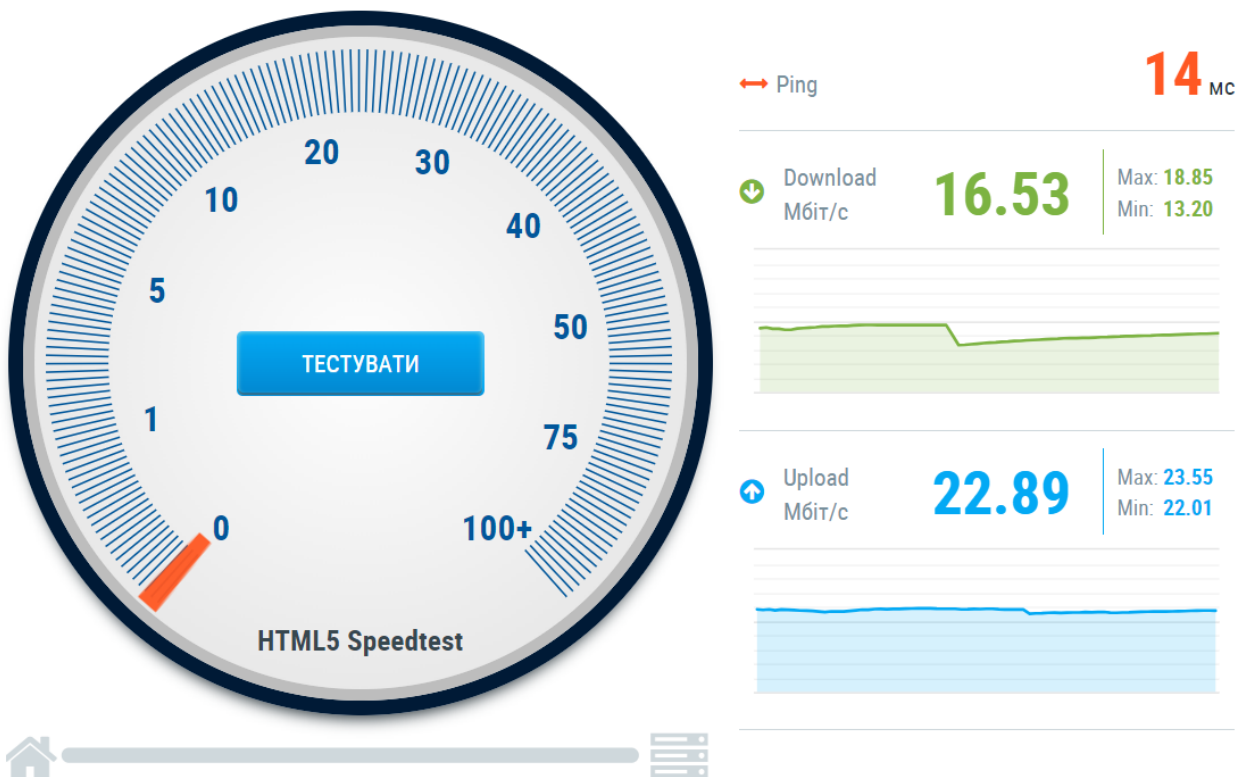 20
30
10
40
5
50
ТЕСТУВАТИ
1
75
0
100+
HTML5 Speedtest
Ping
14 мс
Download
Мбіт/с
16.53
Max: 18.85
Min: 13.20
Upload
Мбіт/с
22.89
Max: 23.55
Min: 22.01